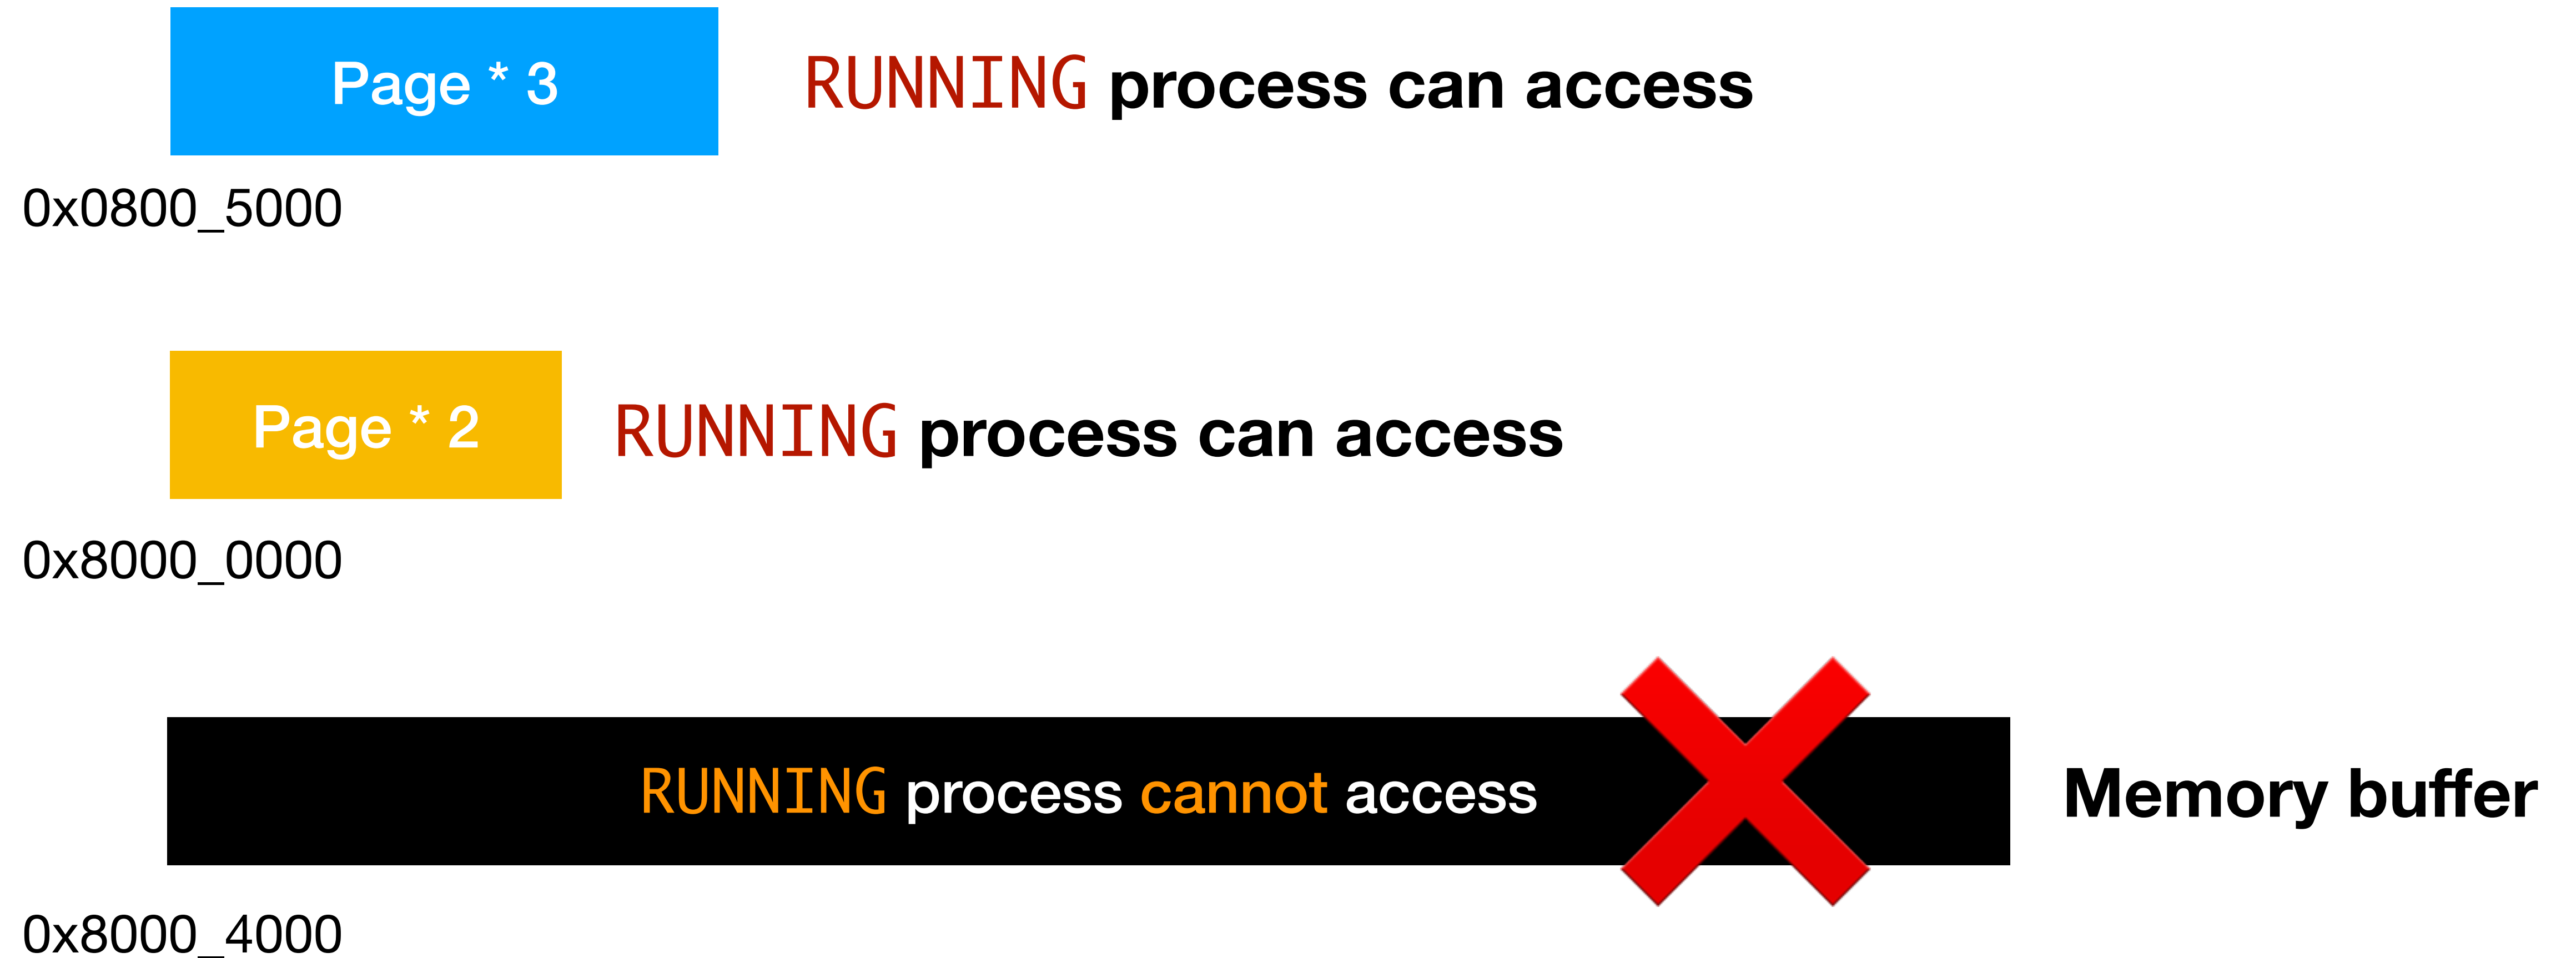 Page * 3
RUNNING process can access
0x0800_5000
Page * 2
RUNNING process can access
0x8000_0000
RUNNING process cannot access
Memory buffer
0x8000_4000